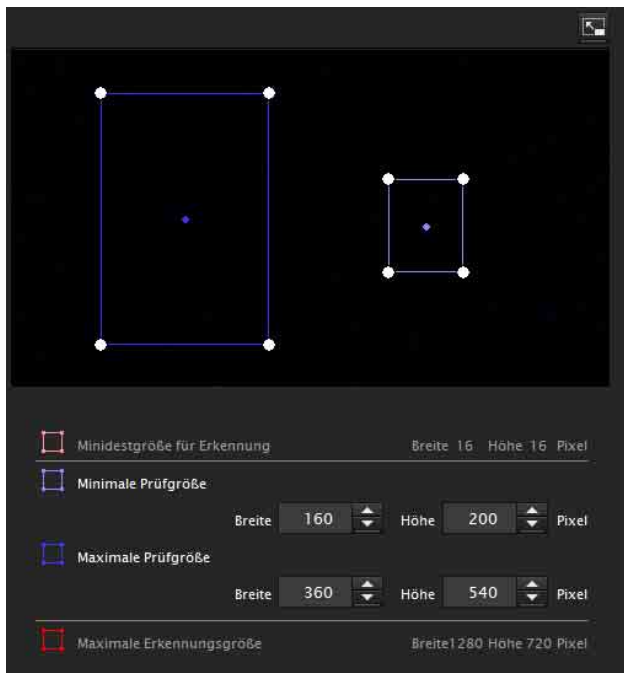 Minidestgröße für Erkennung Breite 16 Höhe 16 Pixel
Minimale Prüfgröße
Breite 160 Höhe 200 Pixel
Maximale Prüfgröße
Breite 360 Höhe 540 Pixel
Maximale Erkennungsgröße Breite1280 Höhe 720 Pixel